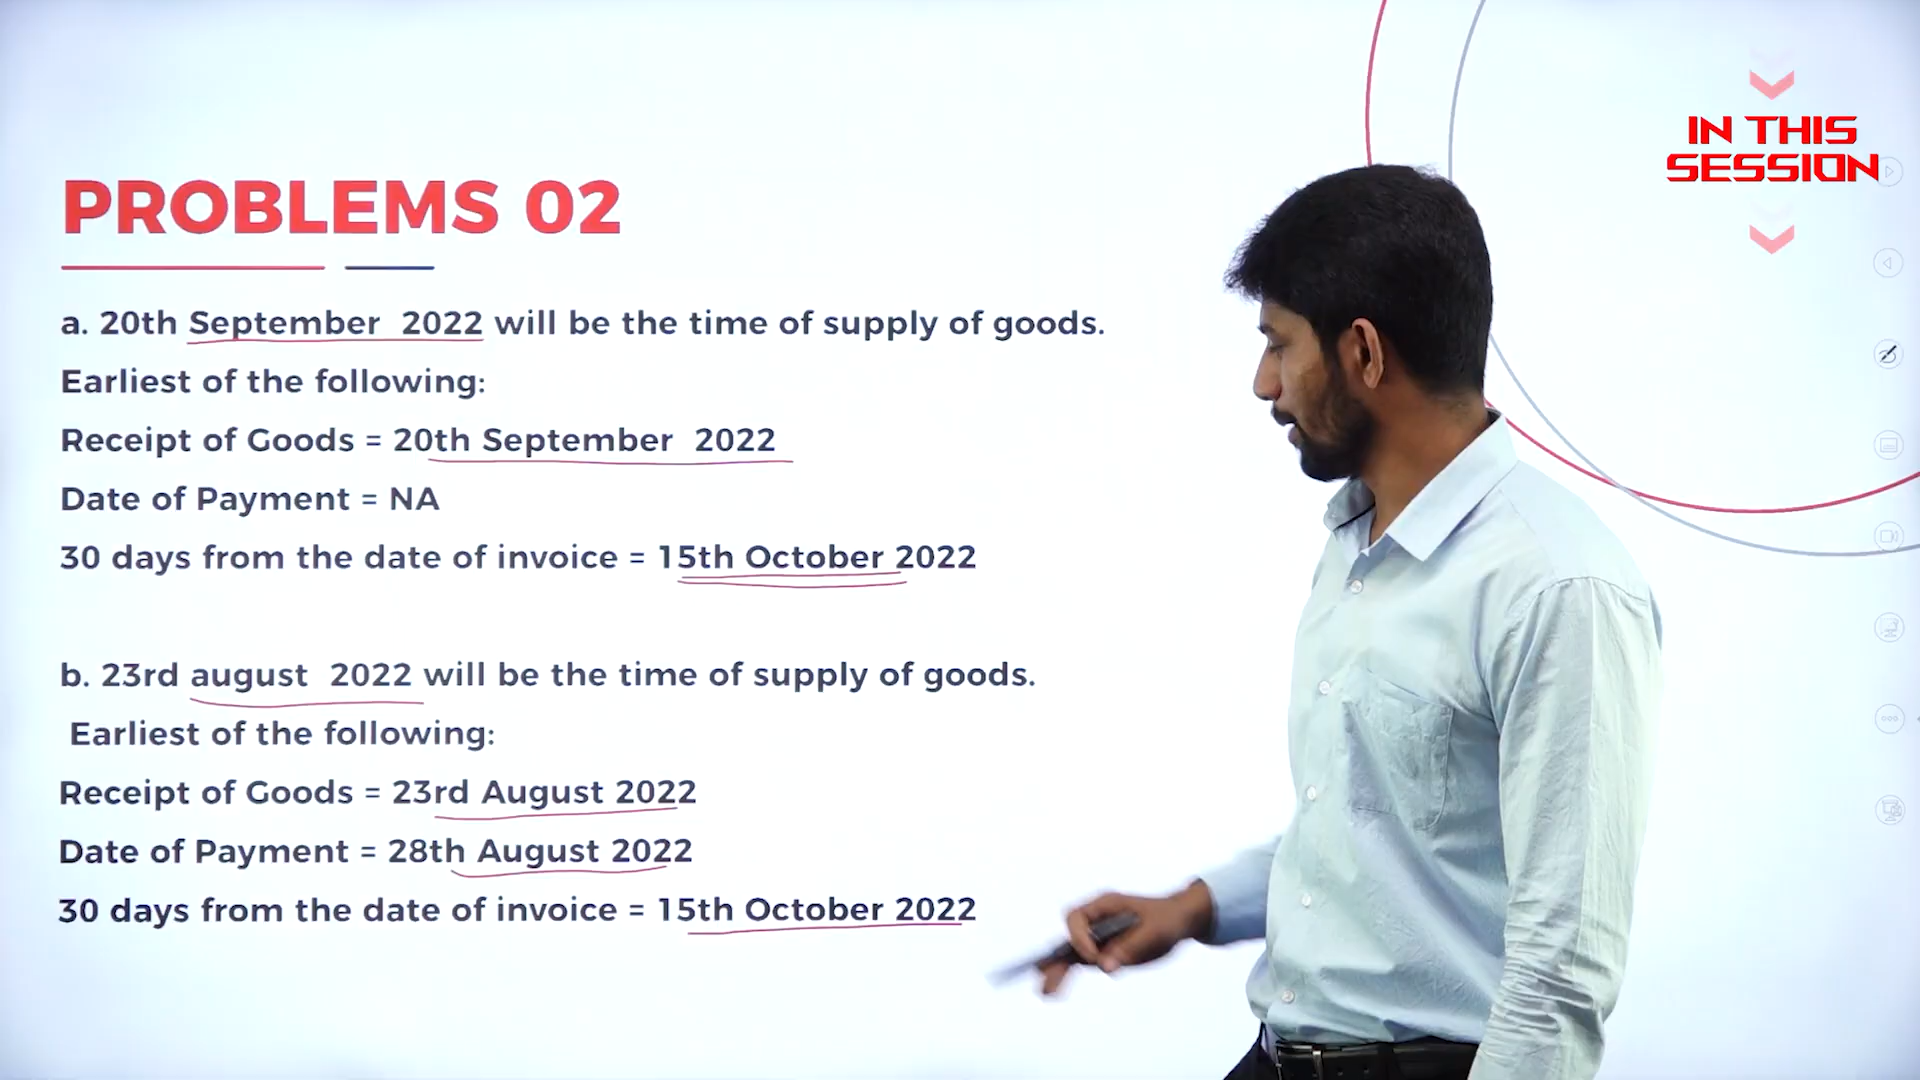 IN THIS
SESSION
PROBLEMS 02
a. 20th September 2022 will be the time of supply of goods.
Earliest of the following:
Receipt of Goods = 20th September 2022
Date of Payment = NA
30 days from the date of invoice = 15th October 2022
b. 23rd august 2022 will be the time of supply of goods.
Earliest of the following:
Receipt of Goods = 23rd August 2022
Date of Payment = 28th August 2022
30 days from the date of invoice = 15th October 2022